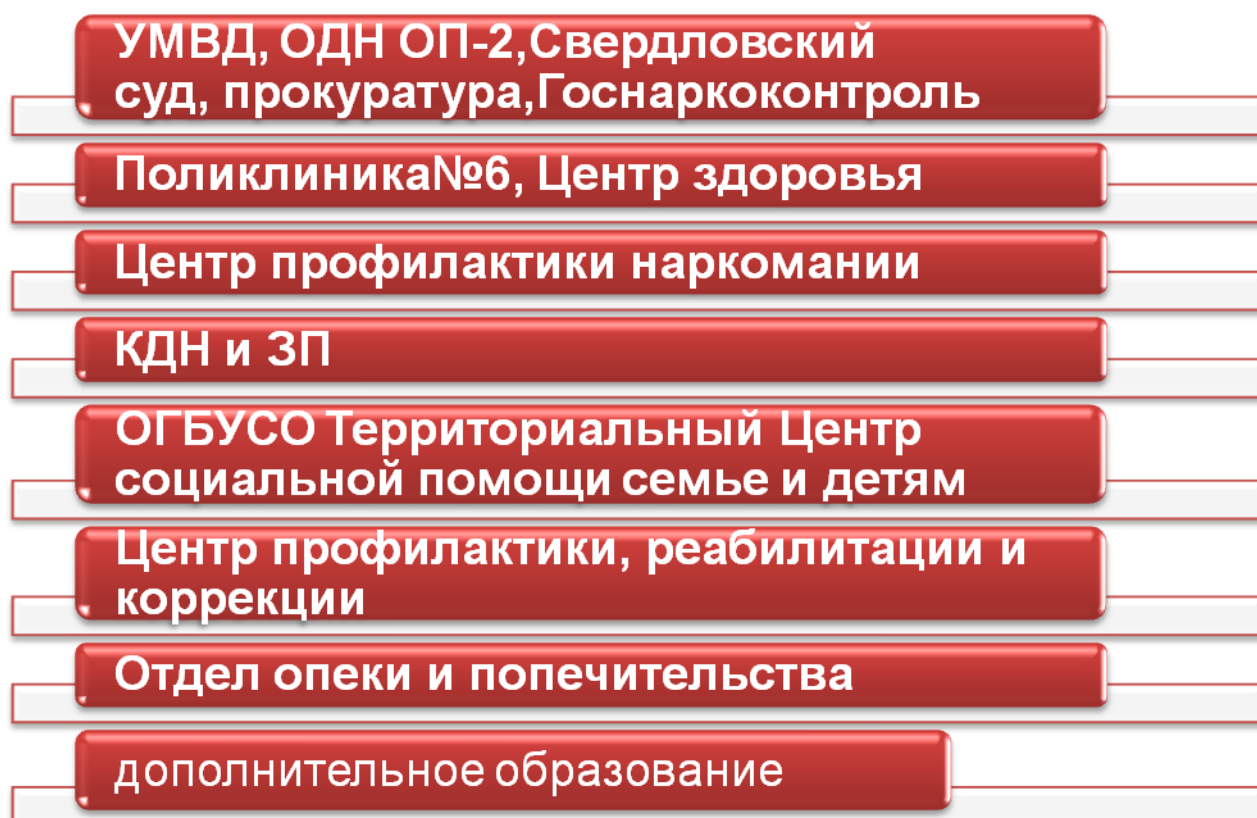 УМВД, ОДН ОП-2,Свердловский
суд, прокуратура,Госнаркоконтроль
Поликлиника№6, Центр здоровья
Центр профилактики наркомании
КДН и ЗП
ОГБУСО Территориальный Центр
социальной помощи семье и детям
Центр профилактики, реабилитации и
коррекции
Отдел опеки и попечительства
дополнительное образование